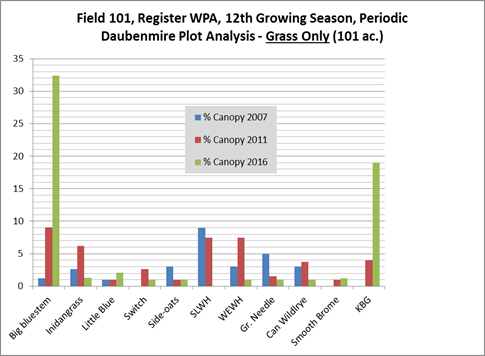 Field 101, Register WPA, 12th Growing Season, Periodic
Daubenmire Plot Analysis - Grass Only (101 ac.)
35
30
25
20
15
10
5
0
% Canopy 2007
% Canopy 2011
% Canopy 2016
Big bluestem
Inidangrass
Little Blue
Switch
Side-oats
SLWH
WEWH
Gr. Needle
Can Wildlrye
Smooth Brome
KBG